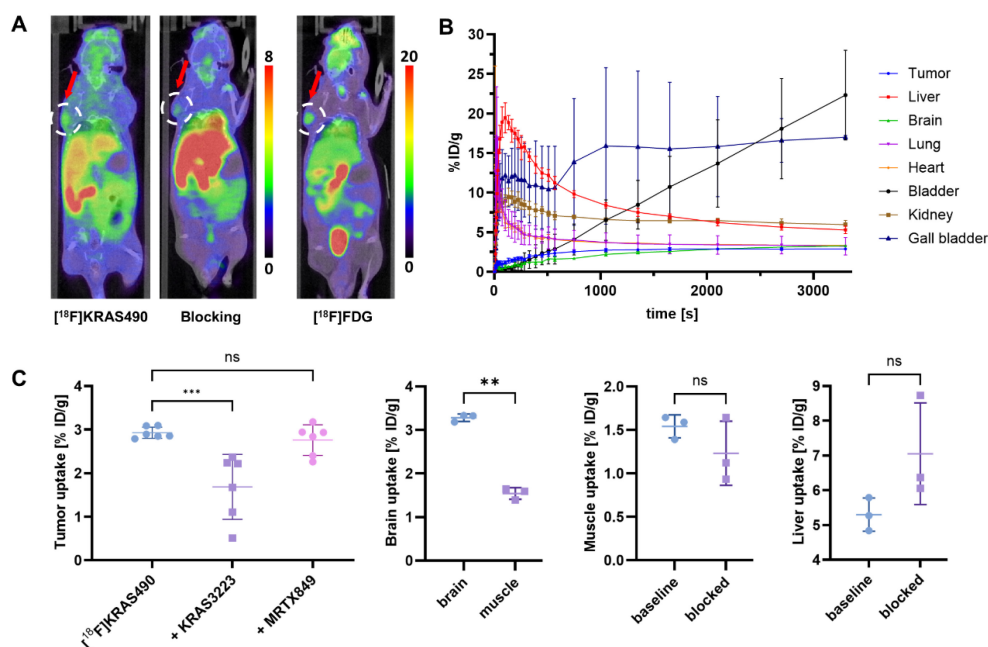 A
8
0
20
0
[¹⁸F]KRAS490 Blocking [¹⁸F]FDG
B
%ID/g
30
25
20
15
10
5
0
0 1000 2000 3000
time [s]
Tumor
Liver
Brain
Lung
Heart
Bladder
Kidney
Gall bladder
C
Tumor uptake [% ID/g]
4
3
2
1
0
ns
***
[¹⁸F]KRAS490
+ KRAS3223
+ MRTX849
Brain uptake [% ID/g]
4
3
2
1
0
**
brain
muscle
Muscle uptake [% ID/g]
2.0
1.5
1.0
0.5
0.0
ns
baseline
blocked
Liver uptake [% ID/g]
9
8
7
6
5
4
ns
baseline
blocked